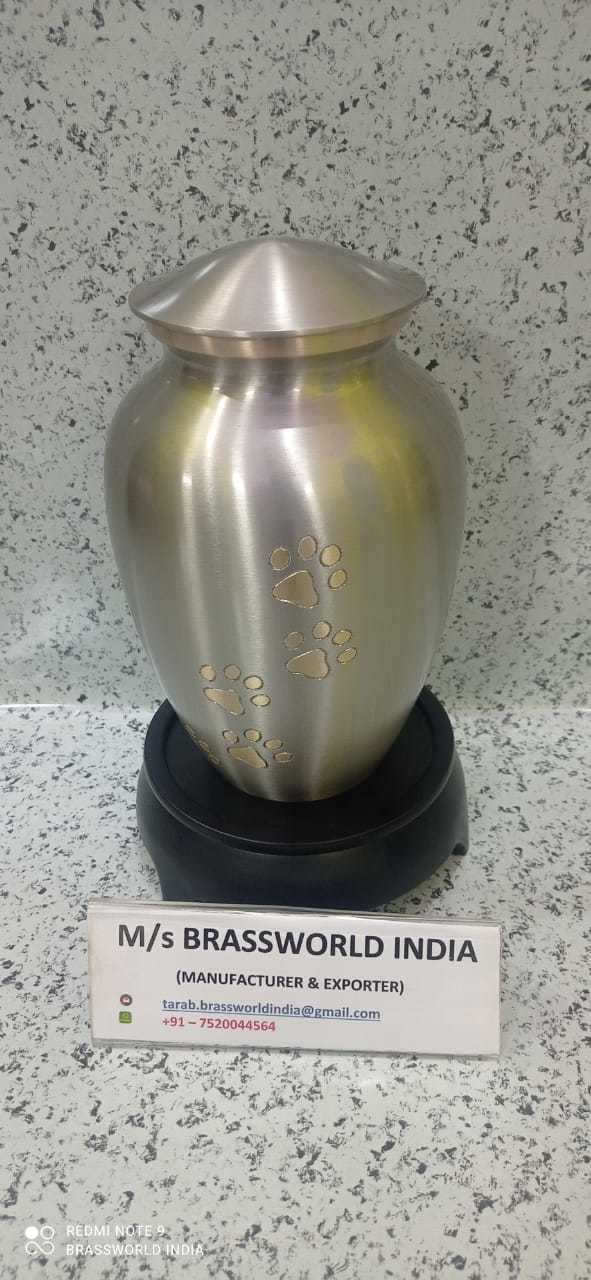 M/s BRASSWORLD INDIA
(MANUFACTURER & EXPORTER)
tarab.brassworldindia@gmail.com
+91 – 7520044564
REDMI NOTE 9
BRASSWORLD INDIA